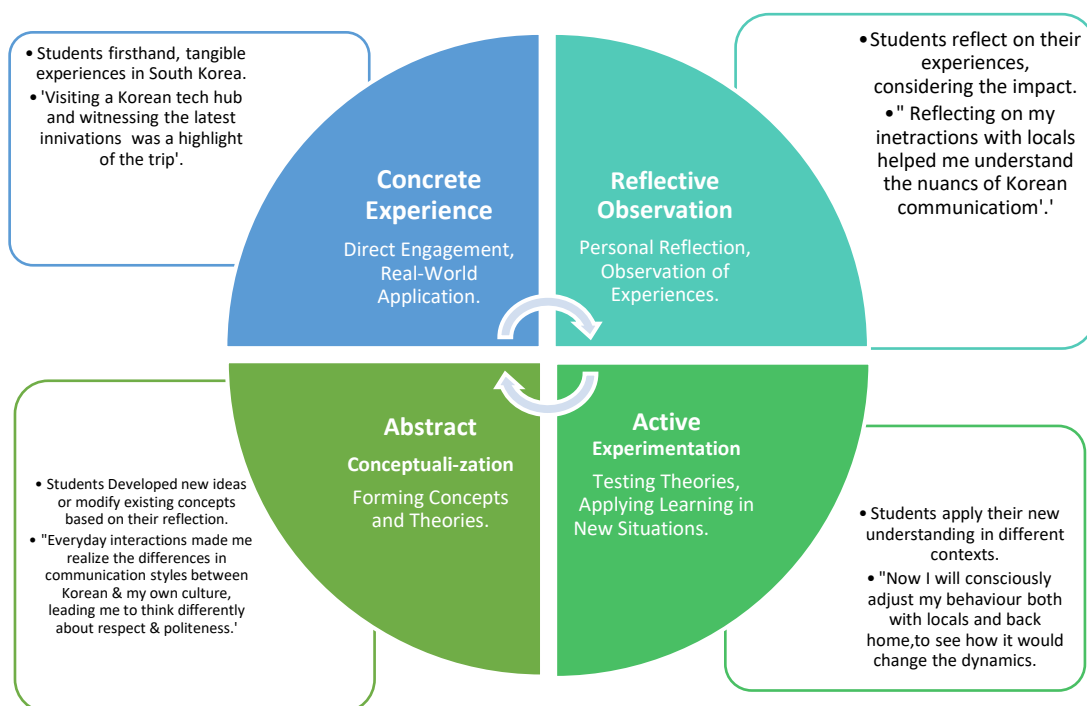 • Students firsthand, tangible
experiences in South Korea.
• 'Visiting a Korean tech hub
and witnessing the latest
innivations was a highlight
of the trip'.
Concrete
Experience
Direct Engagement,
Real-World
Application.
•Students reflect on their
experiences,
considering the impact.
•" Reflecting on my
inetractions with locals
helped me understand
the nuancs of Korean
communicatiom'.'
Reflective
Observation
Personal Reflection,
Observation of
Experiences.
• Students Developed new ideas
or modify existing concepts
based on their reflection.
• "Everyday interactions made me
realize the differences in
communication styles between
Korean & my own culture,
leading me to think differently
about respect & politeness.'
Abstract
Conceptuali-zation
Forming Concepts
and Theories.
Active
Experimentation
Testing Theories,
Applying Learning in
New Situations.
• Students apply their new
understanding in different
contexts.
• "Now I will consciously
adjust my behaviour both
with locals and back
home,to see how it would
change the dynamics.